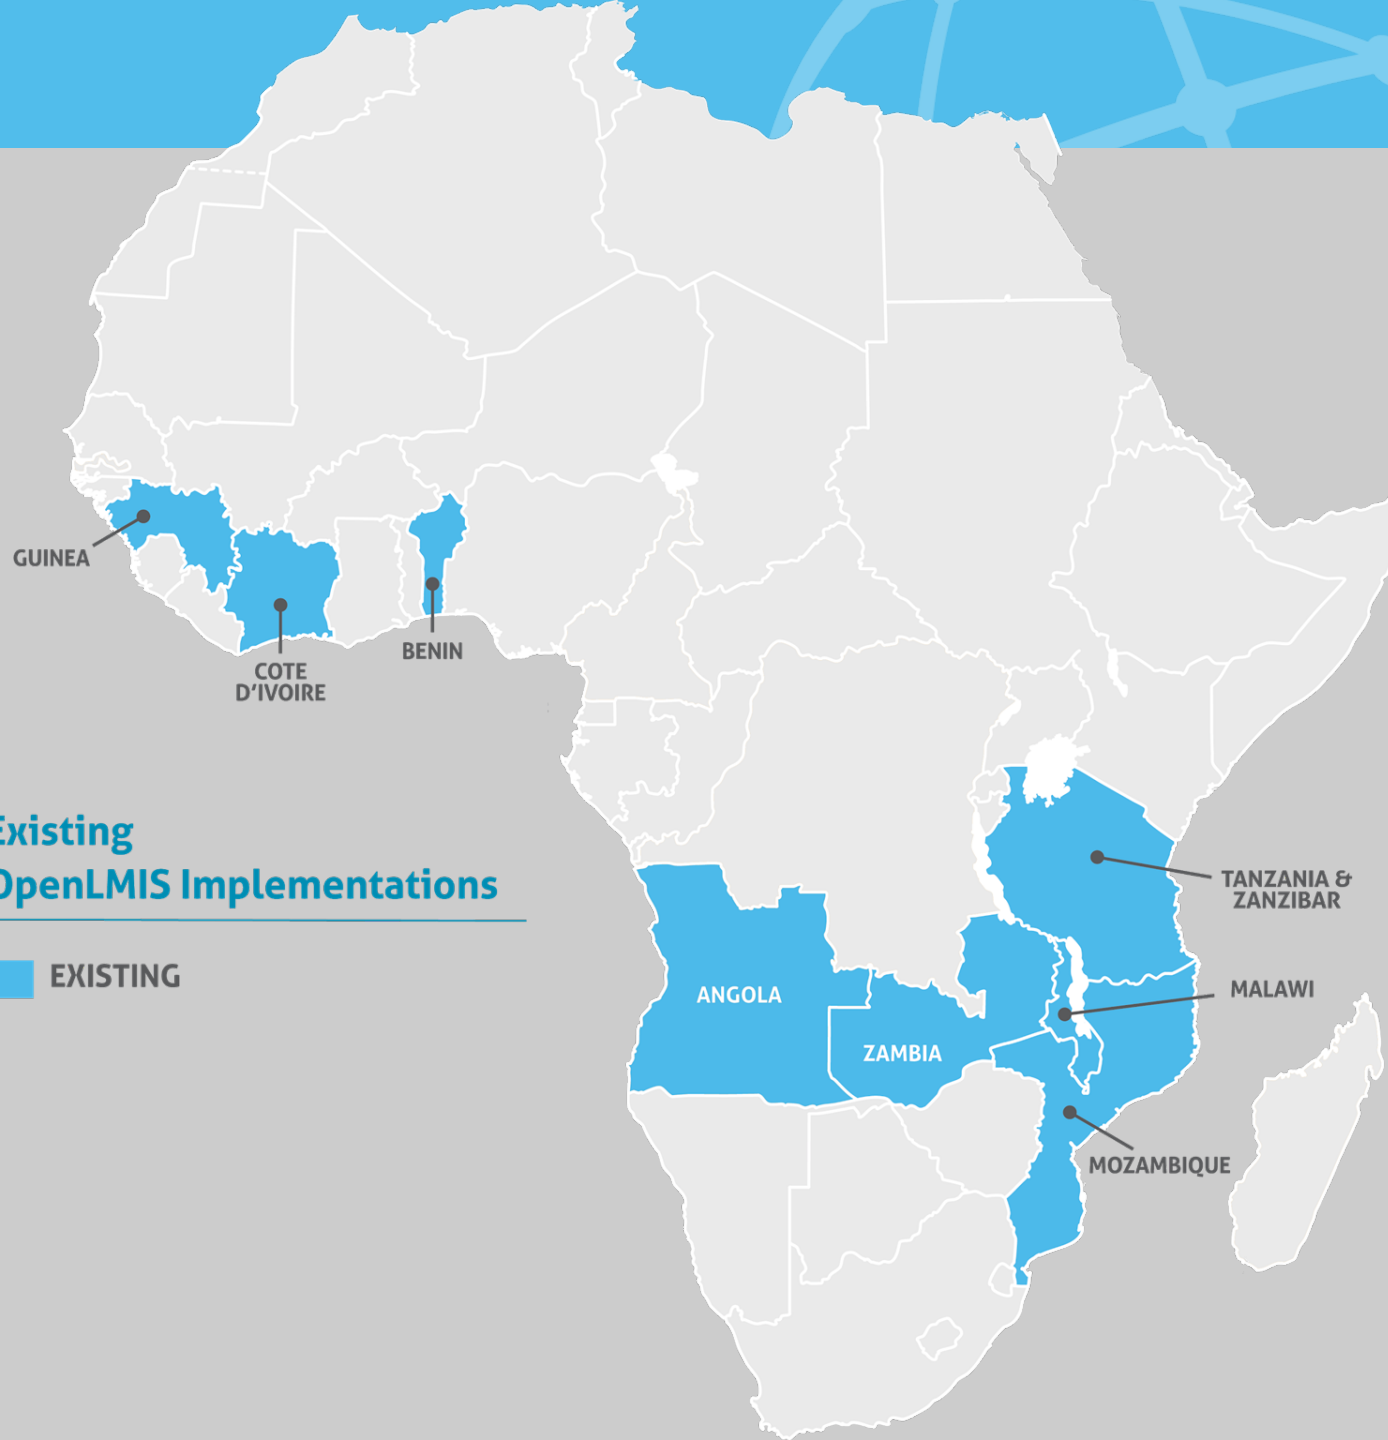 GUINEA
COTE
D'IVOIRE
BENIN
Existing
OpenLMIS Implementations
EXISTING
TANZANIA &
ZANZIBAR
ANGOLA
MALAWI
ZAMBIA
MOZAMBIQUE